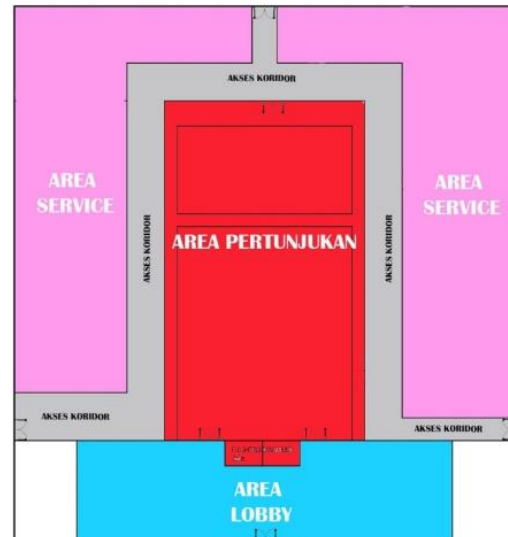 AKSES KORIDOR
AREA
SERVICE
AREA
SERVICE
AKSES KORIDOR
AREA PERTUNJUKAN
AKSES KORIDOR
AKSES KORIDOR
AKSES KORIDOR
AREA
LOBBY